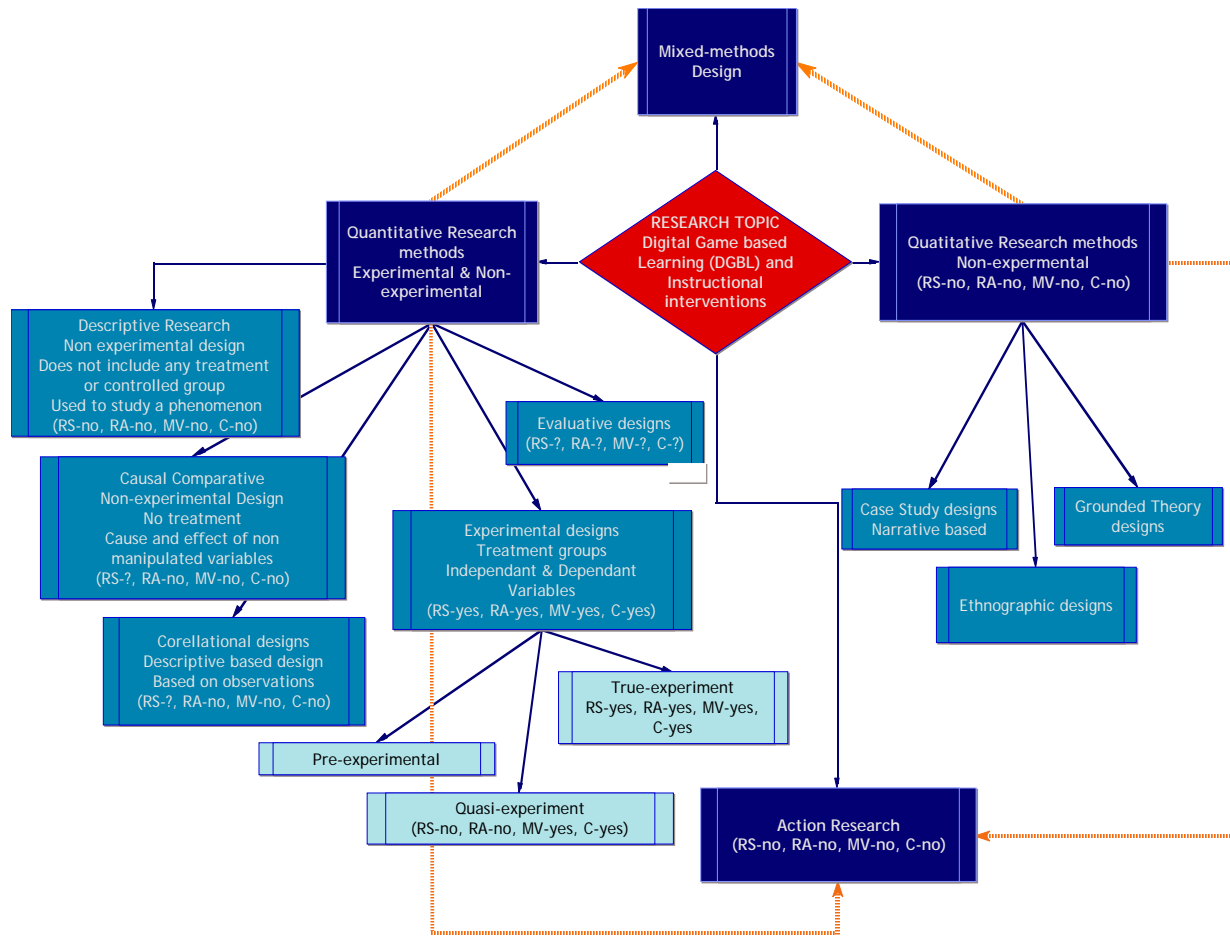 Mixed-methods
Design
RESEARCH TOPIC
Digital Game based
Learning (DGBL) and
Instructional
interventions
Quantitative Research
methods
Experimental & Non-
experimental
Quatitative Research methods
Non-expermental
(RS-no, RA-no, MV-no, C-no)
Descriptive Research
Non experimental design
Does not include any treatment
or controlled group
Used to study a phenomenon
(RS-no, RA-no, MV-no, C-no)
Evaluative designs
(RS-?, RA-?, MV-?, C-?)
Causal Comparative
Non-experimental Design
No treatment
Cause and effect of non
manipulated variables
(RS-?, RA-no, MV-no, C-no)
Experimental designs
Treatment groups
Independant & Dependant
Variables
(RS-yes, RA-yes, MV-yes, C-yes)
Case Study designs
Narrative based
Grounded Theory
designs
Ethnographic designs
Corellational designs
Descriptive based design
Based on observations
(RS-?, RA-no, MV-no, C-no)
True-experiment
RS-yes, RA-yes, MV-yes,
C-yes
Pre-experimental
Quasi-experiment
(RS-no, RA-no, MV-yes, C-yes)
Action Research
(RS-no, RA-no, MV-no, C-no)